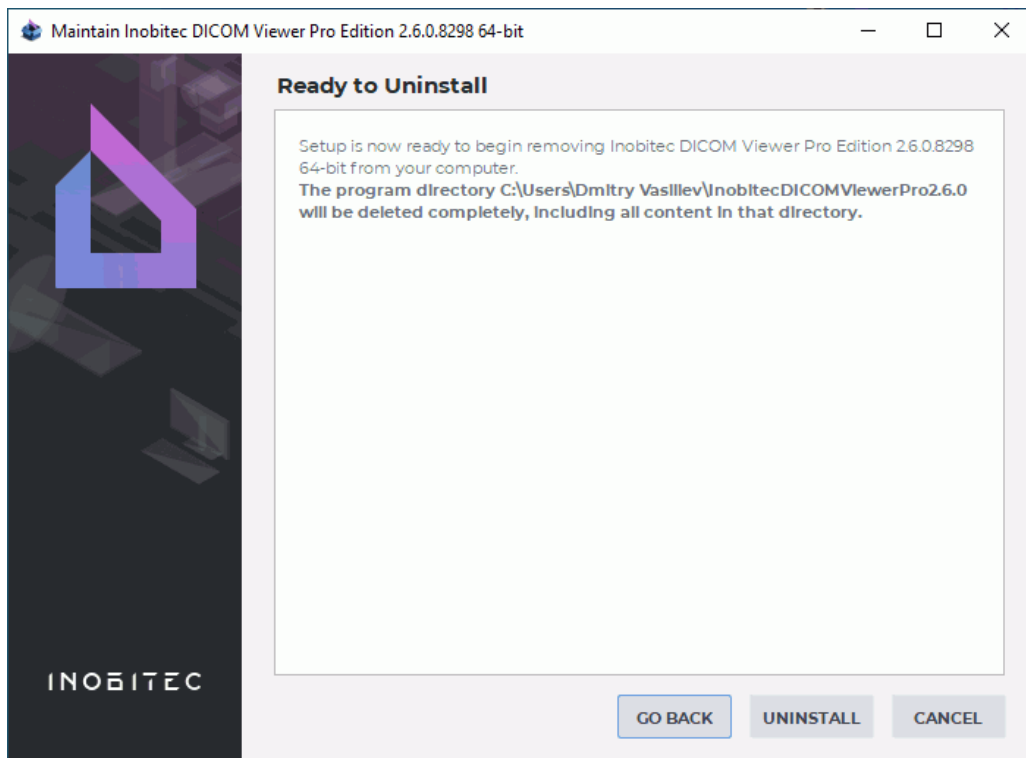 Maintain Inobitec DICOM Viewer Pro Edition 2.6.0.8298 64-bit
Ready to Uninstall
Setup is now ready to begin removing Inobitec DICOM Viewer Pro Edition 2.6.0.8298
64-bit from your computer.
The program directory C:\Users\Dmitry Vasiliev\InobitecDICOMViewerPro2.6.0
will be deleted completely, including all content in that directory.
INOBITEC
GO BACK
UNINSTALL
CANCEL